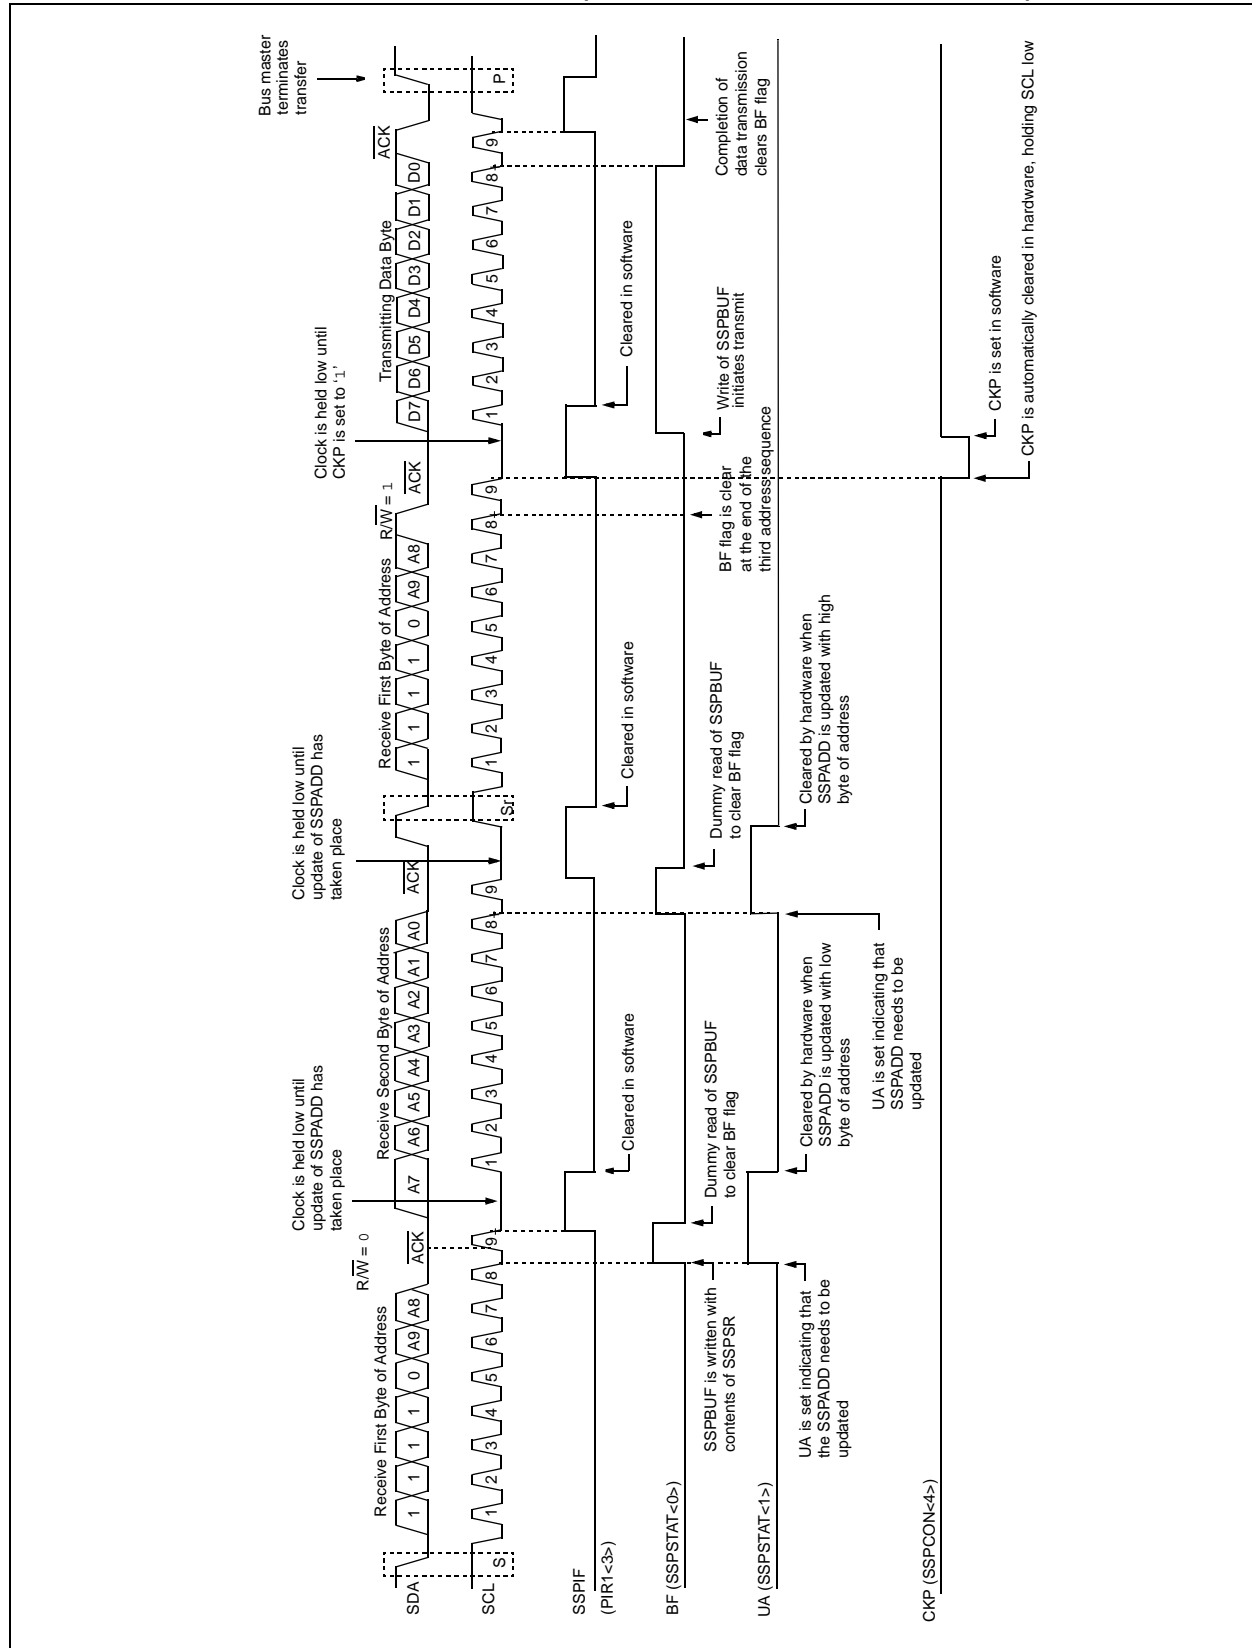 Bus master
terminates
transfer
Clock is held low until
CKP is set to ‘1’
Clock is held low until
update of SSPADD has
taken place
Clock is held low until
update of SSPADD has
taken place
R/W = 0
R/W = 1
Receive First Byte of Address
Receive Second Byte of Address
Receive First Byte of Address
Transmitting Data Byte
SDA
1 1 1 1 0 A9 A8 ACK
A7 A6 A5 A4 A3 A2 A1 A0 ACK
1 1 1 1 0 A9 A8 ACK
D7 D6 D5 D4 D3 D2 D1 D0 ACK
SCL
S 1 2 3 4 5 6 7 8 9
1 2 3 4 5 6 7 8 9
Sr 1 2 3 4 5 6 7 8 9
1 2 3 4 5 6 7 8 9 P
SSPIF
(PIR1<3>)
Cleared in software
Cleared in software
Cleared in software
BF (SSPSTAT<0>)
SSPBUF is written with
contents of SSPSR
Dummy read of SSPBUF
to clear BF flag
Dummy read of SSPBUF
to clear BF flag
BF flag is clear
at the end of the
third address sequence
Write of SSPBUF
initiates transmit
Completion of
data transmission
clears BF flag
UA (SSPSTAT<1>)
UA is set indicating that
the SSPADD needs to be
updated
Cleared by hardware when
SSPADD is updated with low
byte of address
UA is set indicating that
SSPADD needs to be
updated
Cleared by hardware when
SSPADD is updated with high
byte of address
CKP (SSPCON<4>)
CKP is set in software
CKP is automatically cleared in hardware, holding SCL low